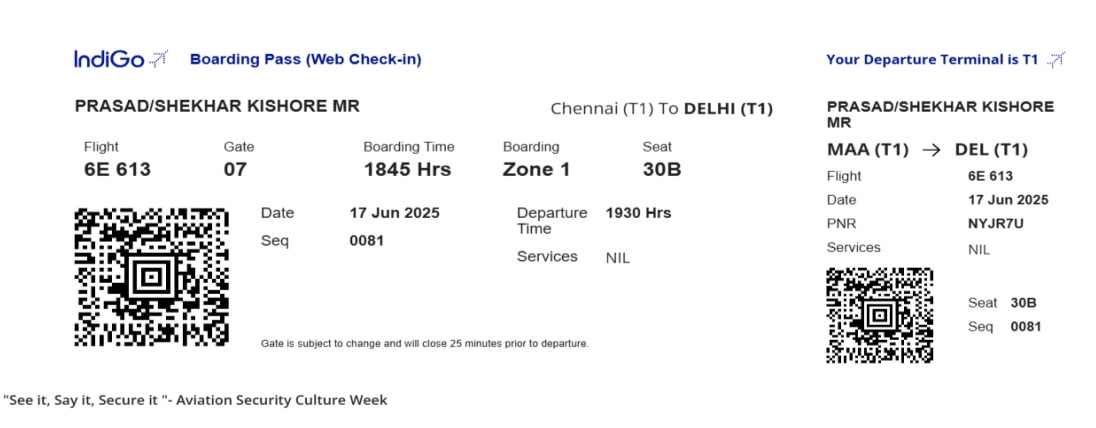 IndiGo Boarding Pass (Web Check-in)
PRASAD/SHEKHAR KISHORE MR
Chennai (T1) To DELHI (T1)
Flight Gate Boarding Time Boarding Seat
6E 613 07 1845 Hrs Zone 1 30B
Date 17 Jun 2025 Departure Time 1930 Hrs
Seq 0081 Services NIL
Gate is subject to change and will close 25 minutes prior to departure.
Your Departure Terminal is T1
PRASAD/SHEKHAR KISHORE
MR
MAA (T1) → DEL (T1)
Flight 6E 613
Date 17 Jun 2025
PNR NYJR7U
Services NIL
Seat 30B
Seq 0081
"See it, Say it, Secure it "- Aviation Security Culture Week